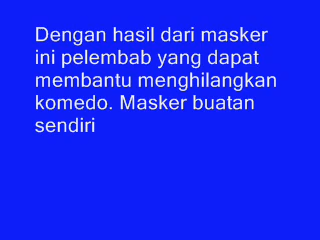 Dengan hasil dari masker
ini pelembab yang dapat
membantu menghilangkan
komedo. Masker buatan
sendiri